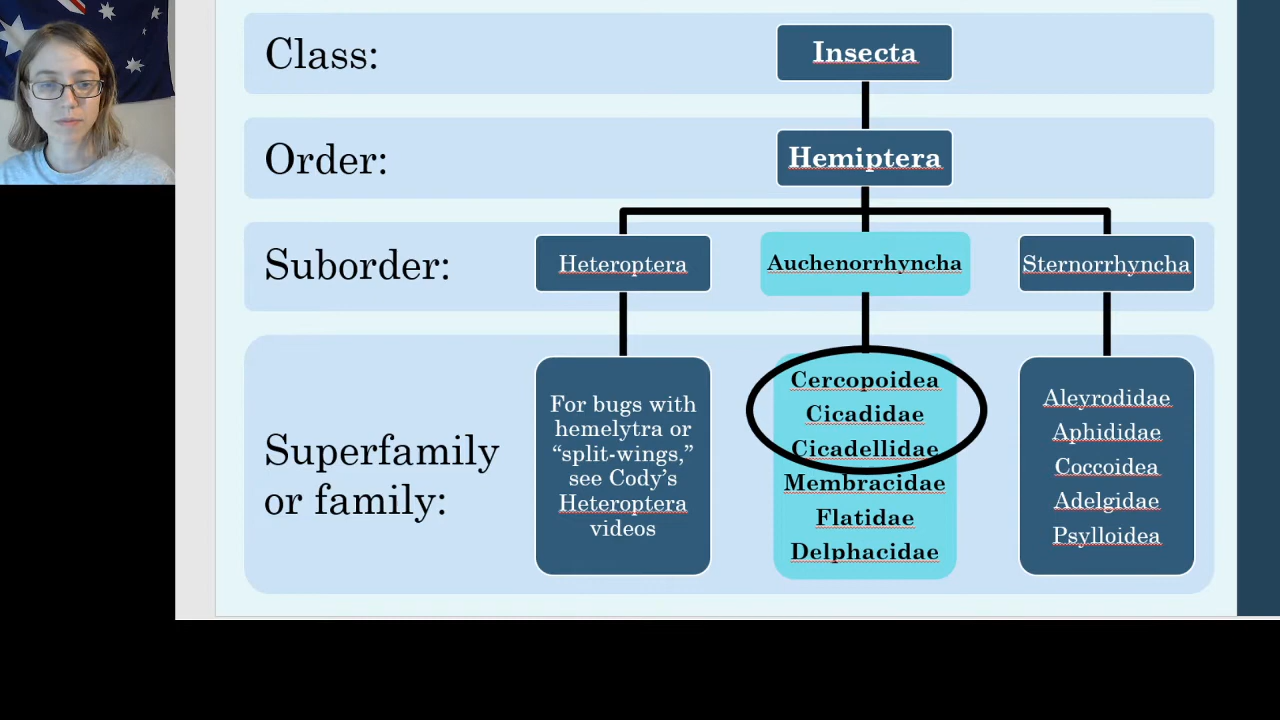 Class:
Insecta
Order:
Hemiptera
Suborder:
Heteroptera
Auchenorrhyncha
Sternorrhyncha
Superfamily
or family:
For bugs with
hemelytra or
“split-wings,”
see Cody’s
Heteroptera
videos
Cercopoidea
Cicadidae
Cicadellidae
Membracidae
Flatidae
Delphacidae
Aleyrodidae
Aphididae
Coccoidea
Adelgidae
Psylloidea